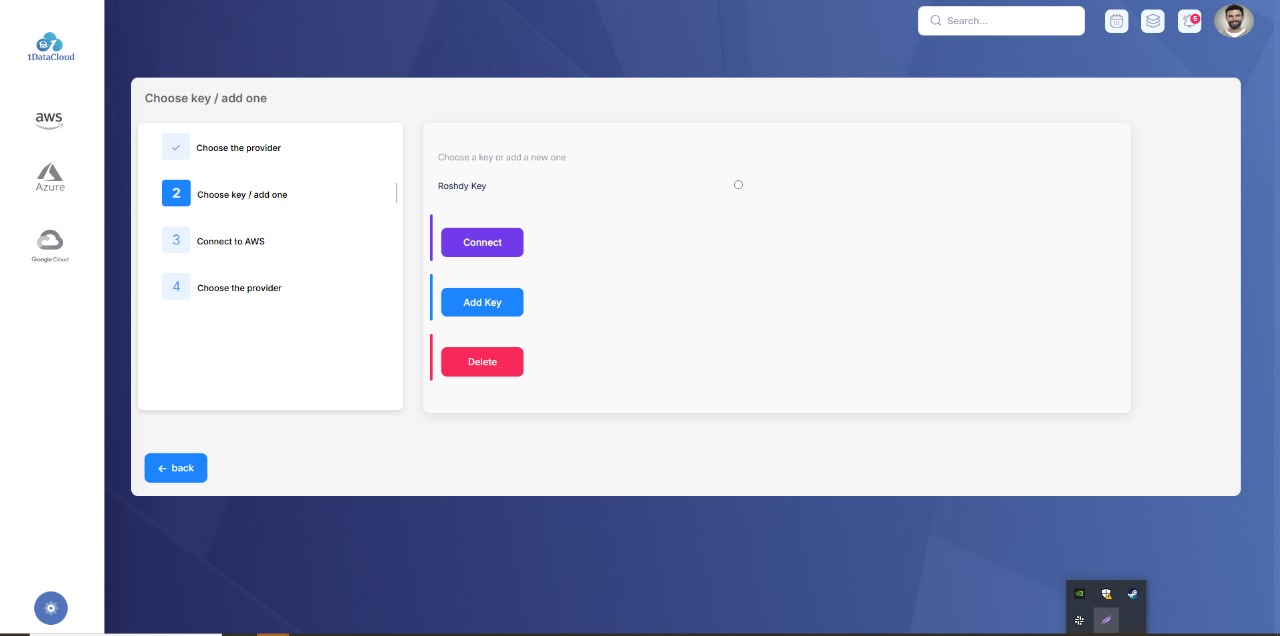 Search...
5
1DataCloud
Choose key / add one
aws
Azure
Google Cloud
Choose the provider
2 Choose key / add one
3 Connect to AWS
4 Choose the provider
Choose a key or add a new one
Roshdy Key
Connect
Add Key
Delete
← back